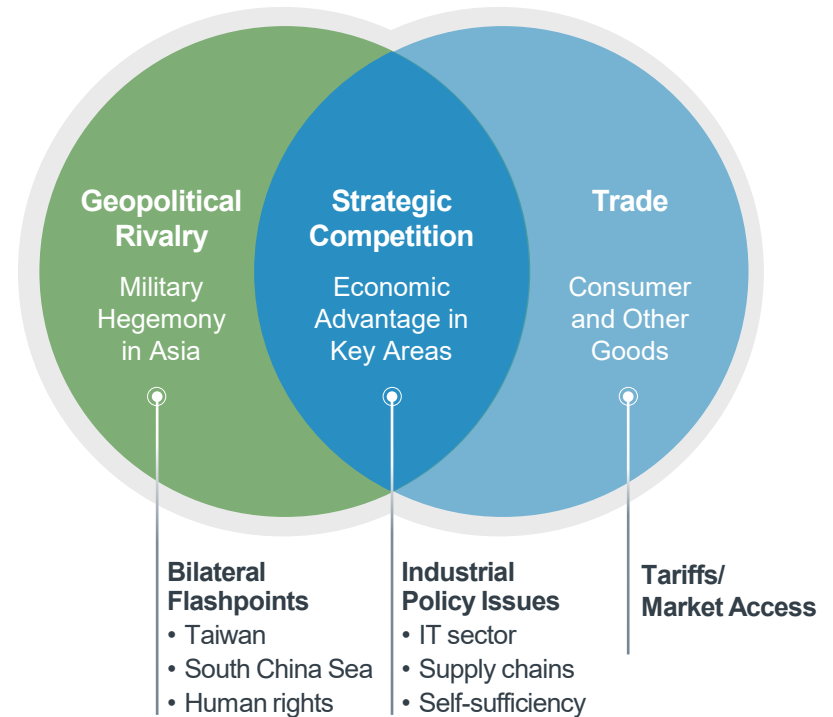 Geopolitical
Rivalry
Military
Hegemony
in Asia
Strategic
Competition
Economic
Advantage in
Key Areas
Trade
Consumer
and Other
Goods
Bilateral
Flashpoints
• Taiwan
• South China Sea
• Human rights
Industrial
Policy Issues
• IT sector
• Supply chains
• Self-sufficiency
Tariffs/
Market Access